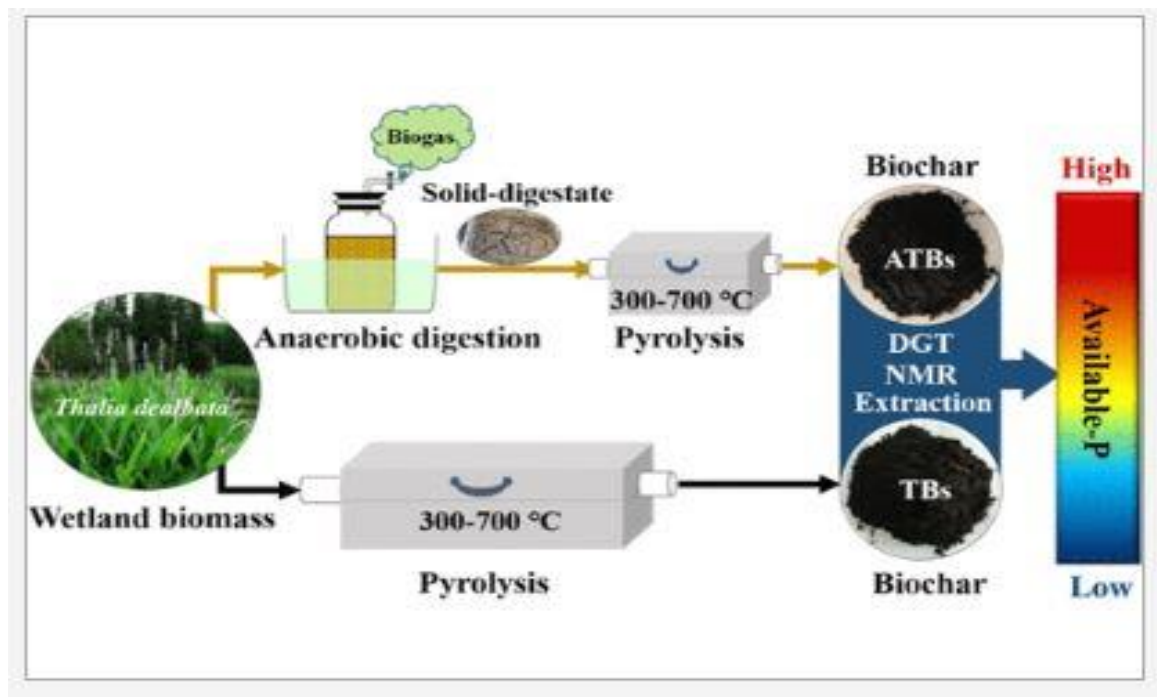 Biogas
Solid-digestate
Biochar
High
ATBs
300-700 °C
Anaerobic digestion
Pyrolysis
DGT
NMR
Extraction
Available-P
Thalia dealbata
TBs
Wetland biomass
300-700 °C
Pyrolysis
Biochar
Low